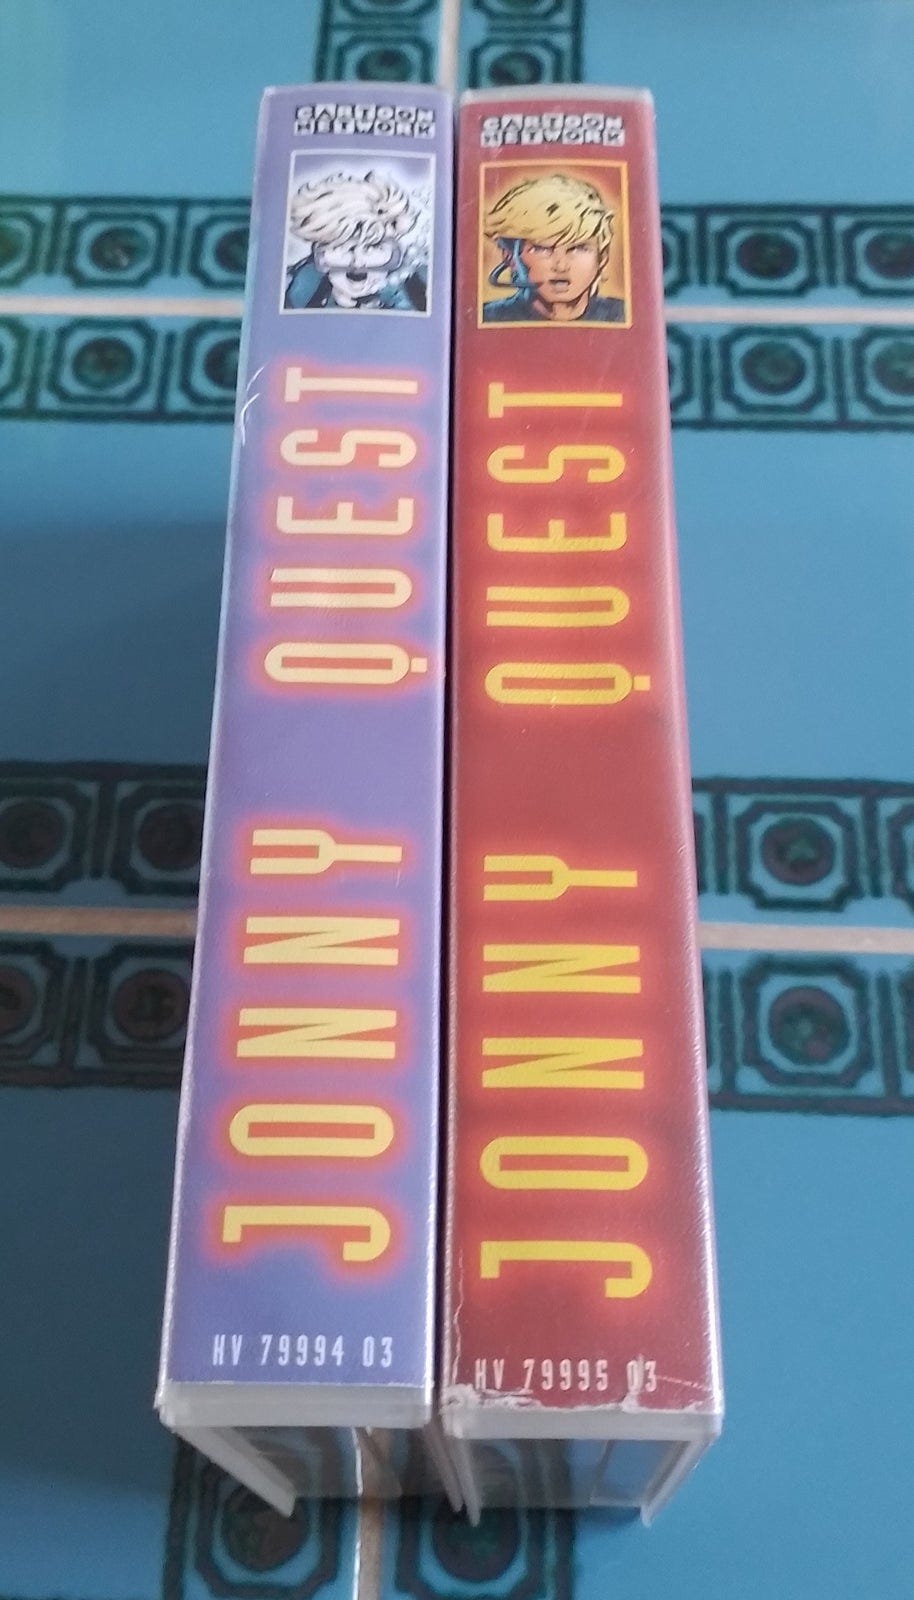 CARTOON
NETWORK
JONNY QUEST
HV 79994 03
CARTOON
NETWORK
JONNY QUEST
HV 79995 03